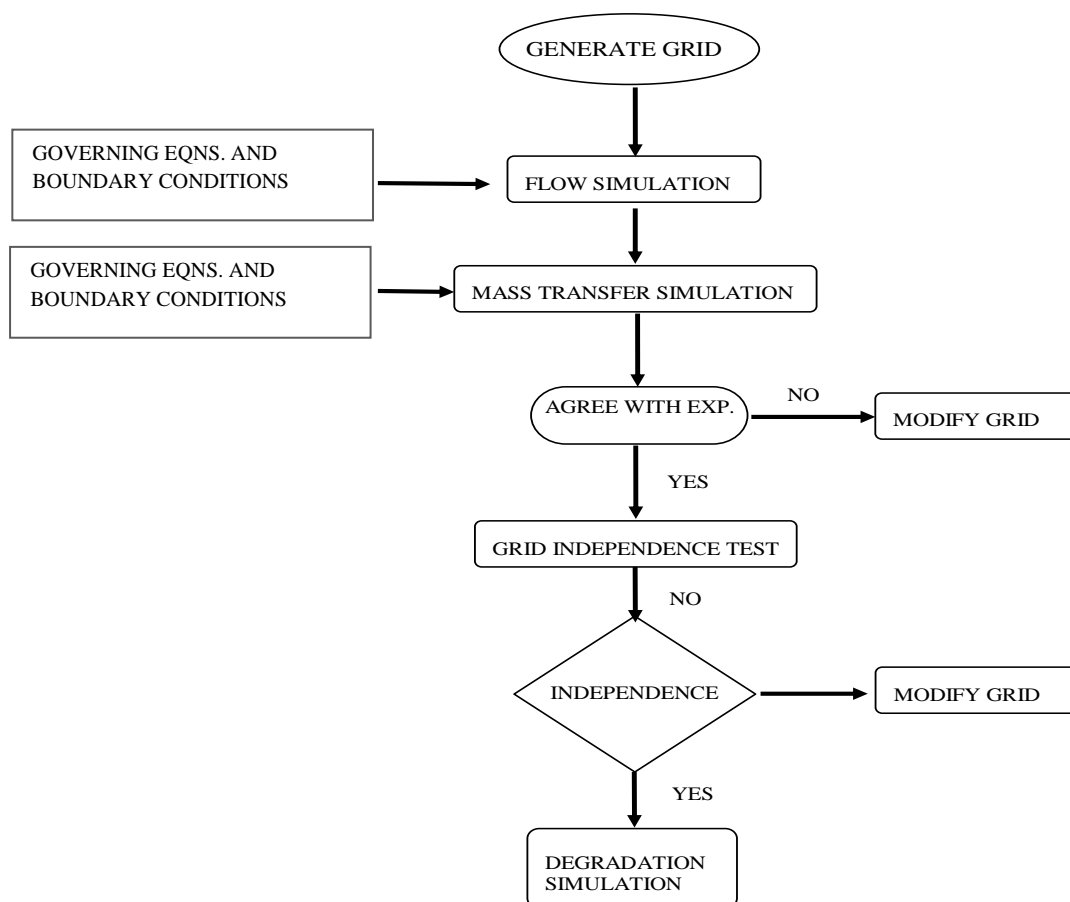 GENERATE GRID
GOVERNING EQNS. AND
BOUNDARY CONDITIONS
FLOW SIMULATION
GOVERNING EQNS. AND
BOUNDARY CONDITIONS
MASS TRANSFER SIMULATION
AGREE WITH EXP.
NO
MODIFY GRID
YES
GRID INDEPENDENCE TEST
NO
INDEPENDENCE
MODIFY GRID
YES
DEGRADATION
SIMULATION